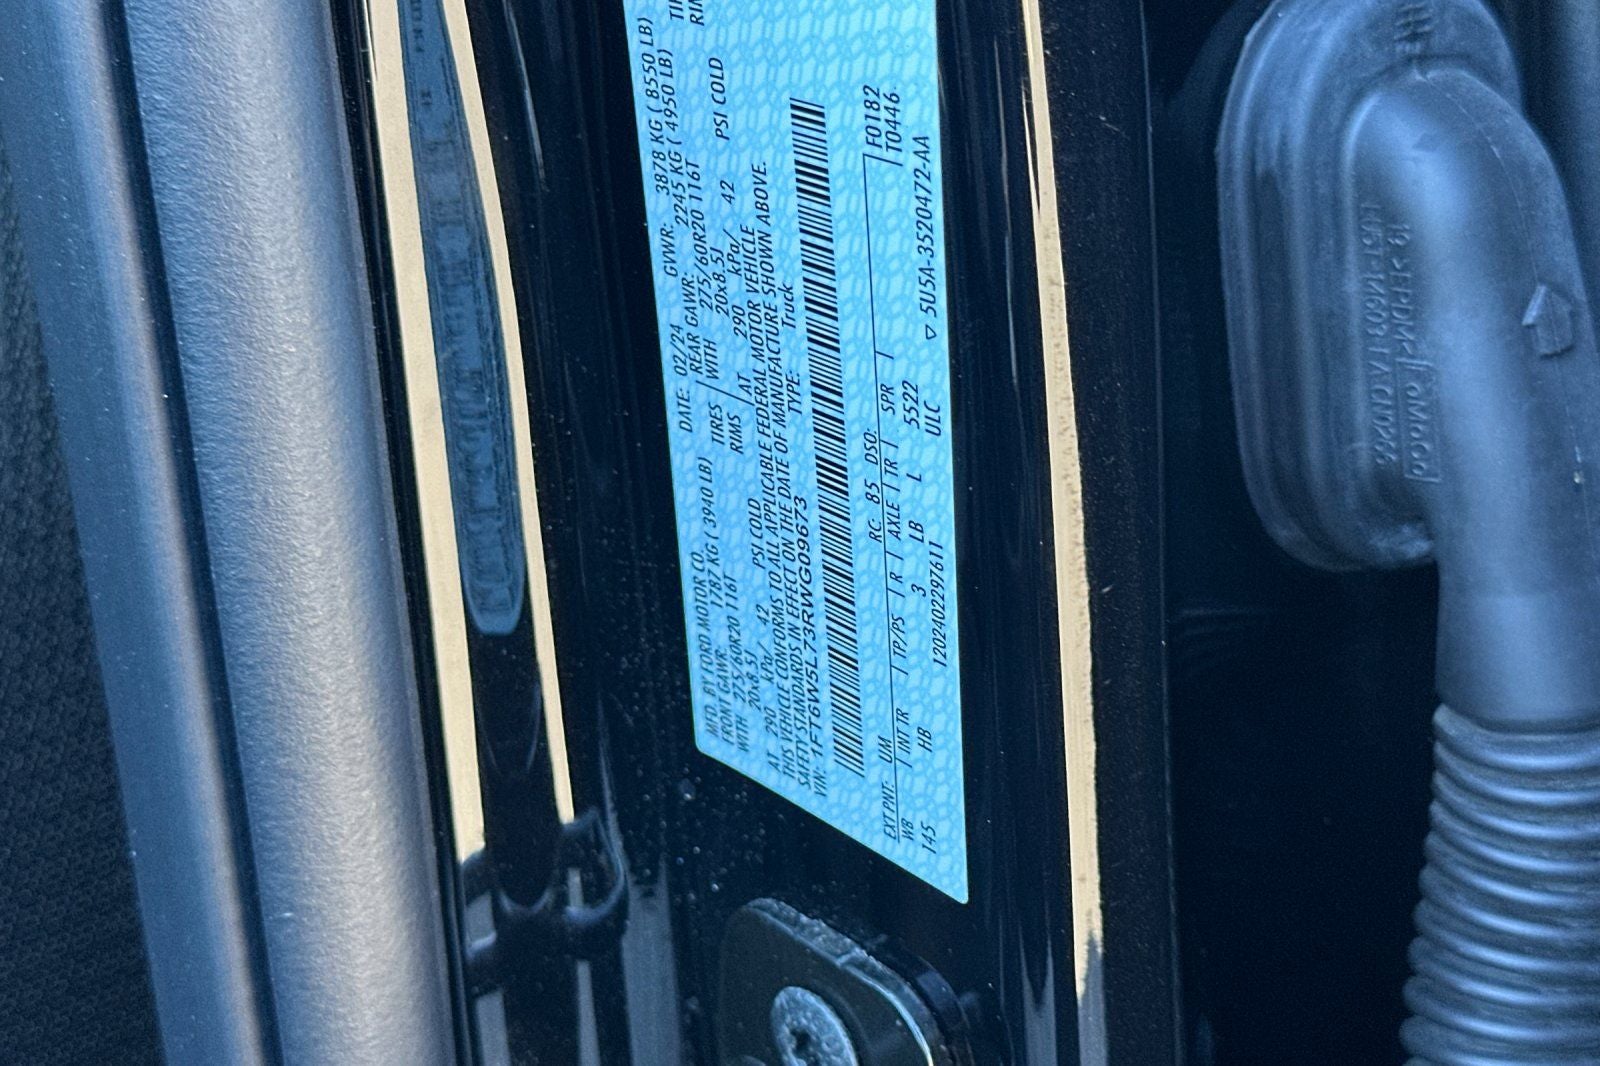 MFD. BY FORD MOTOR CO.
DATE: 02/24 GVWR: 3878 KG ( 8550 LB)
FRONT GAWR: 1787 KG ( 3940 LB) REAR GAWR: 2245 KG ( 4950 LB)
WITH 275/60R20 116T TIRES WITH 275/60R20 116T
20x8.5J RIMS 20x8.5J
AT 290 kPa/ 42 PSI COLD AT 290 kPa/ 42 PSI COLD
THIS VEHICLE CONFORMS TO ALL APPLICABLE FEDERAL MOTOR VEHICLE
SAFETY STANDARDS IN EFFECT ON THE DATE OF MANUFACTURE SHOWN ABOVE.
VIN: 1FT6W5L73RWG09673 TYPE: Truck
EXT PNT: UM RC: 85 DSO: F0182
WB INT TR TP/PS R AXLE TR SPR T0446
145 HB 3 LB L 5522
1202402297611 ULC ▽ 5U5A-3520472-AA